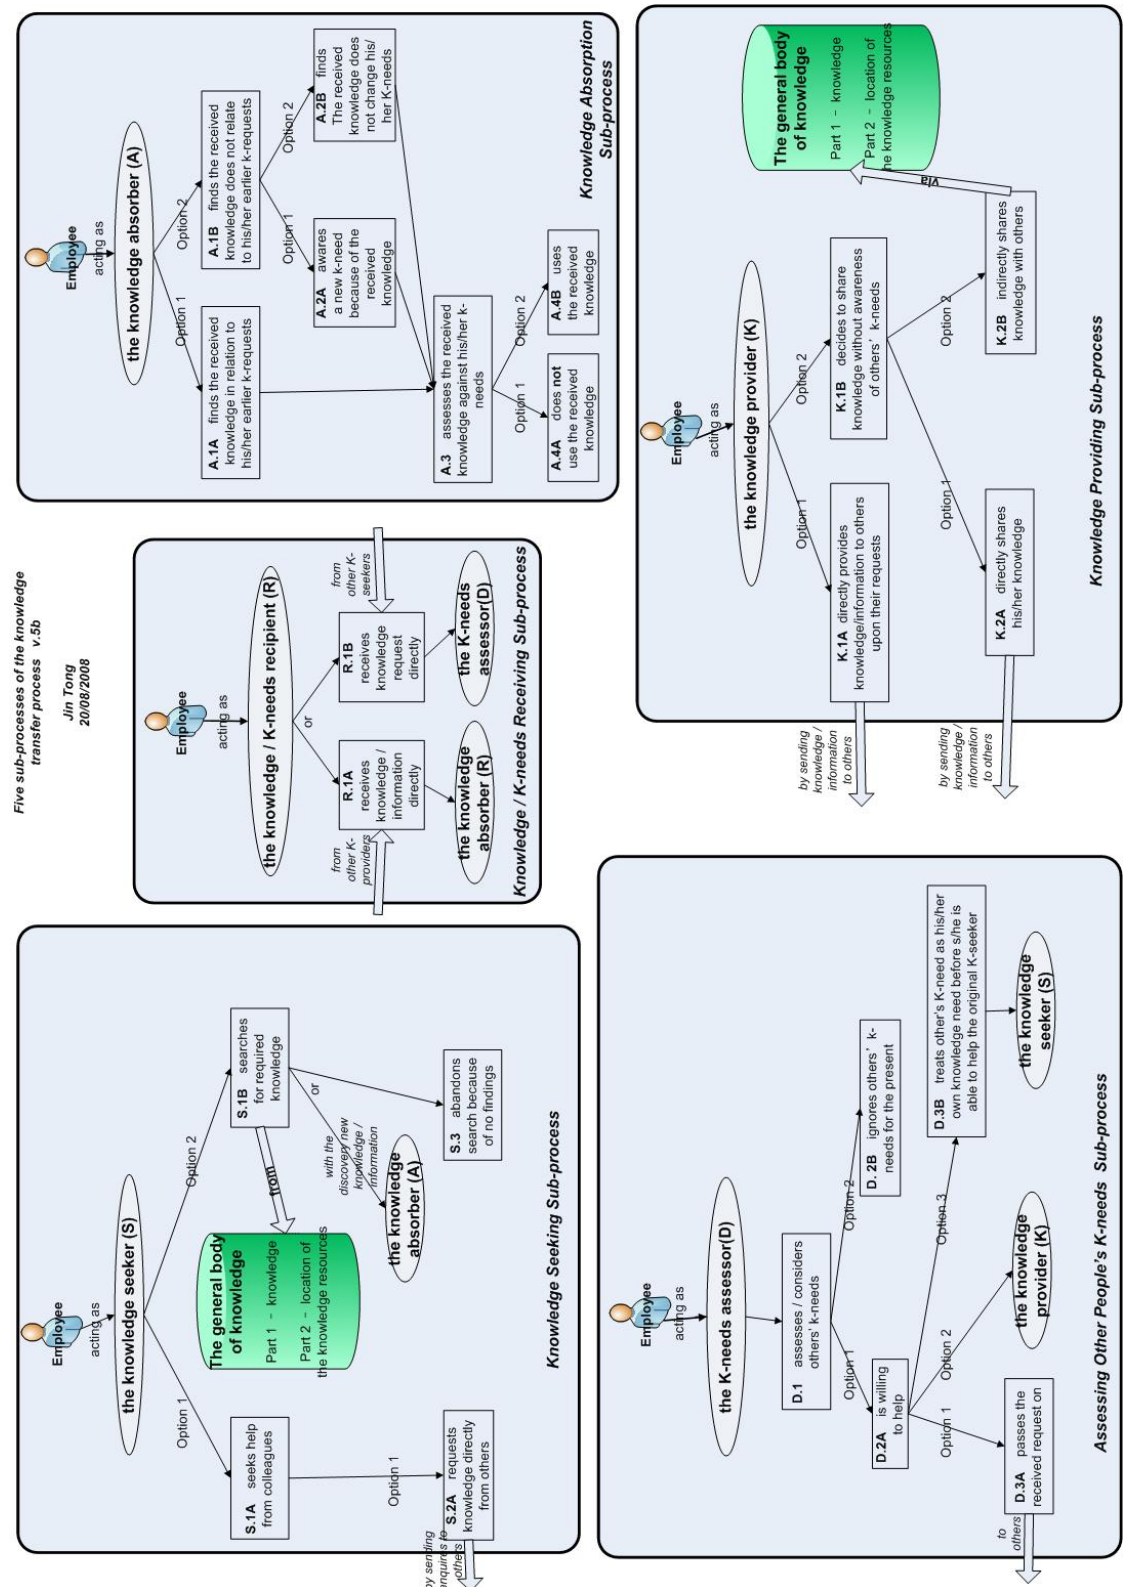 Five sub-processes of the knowledge
transfer process   v.5b
Jin Tong
20/08/2008
Employee
acting as
the knowledge seeker (S)
Option 1
Option 2
S.1A   seeks help
from colleagues
S.1B   searches
for required
knowledge
from
The general body
of knowledge
Part 1  -  knowledge
Part 2  -  location of
the knowledge resources
or
with the
discovery new
knowledge /
information
Option 1
S.2A   requests
knowledge directly
from others
by sending
enquires to
others
the knowledge
absorber (A)
S.3   abandons
search because
of no findings
Knowledge Seeking Sub-process
Employee
acting as
the knowledge / K-needs recipient (R)
or
from
other K-
providers
R.1A
receives
knowledge /
information
directly
R.1B
receives
knowledge
request
directly
from
other K-
seekers
the knowledge
absorber (R)
the K-needs
assessor(D)
Knowledge / K-needs Receiving Sub-process
Employee
acting as
the knowledge absorber (A)
Option 1
Option 2
A.1A   finds the received
knowledge in relation to
his/her earlier k-requests
A.1B   finds the received
knowledge does not relate
to his/her earlier k-requests
Option 1
Option 2
A.2A   awares
a new k-need
because of the
received
knowledge
A.2B   finds
The received
knowledge does
not change his/
her K-needs
A.3   assesses the received
knowledge against his/her k-
needs
Option 1
Option 2
A.4A   does not
use the received
knowledge
A.4B   uses
the received
knowledge
Knowledge Absorption
Sub-process
Employee
acting as
the K-needs assessor(D)
D.1   assesses / considers
others' k-needs
Option 1
Option 2
D.2A   is willing
to help
D. 2B   ignores others' k-
needs for the present
Option 1
Option 2
Option 3
D.3B   treats other's K-need as his/her
own knowledge need before s/he is
able to help the original K-seeker
to
others
D.3A   passes the
received request on
the knowledge
provider (K)
the knowledge
seeker (S)
Assessing Other People's K-needs  Sub-process
Employee
acting as
the knowledge provider (K)
Option 1
Option 2
K.1A  directly provides
knowledge/information to others
upon their requests
K.1B   decides to share
knowledge without awareness
of others' k-needs
by sending
knowledge /
information
to others
Option 1
Option 2
K.2A   directly shares
his/her knowledge
K.2B   indirectly shares
knowledge with others
by sending
knowledge /
information
to others
via
The general body
of knowledge
Part 1  -  knowledge
Part 2  -  location of
the knowledge resources
Knowledge Providing Sub-process